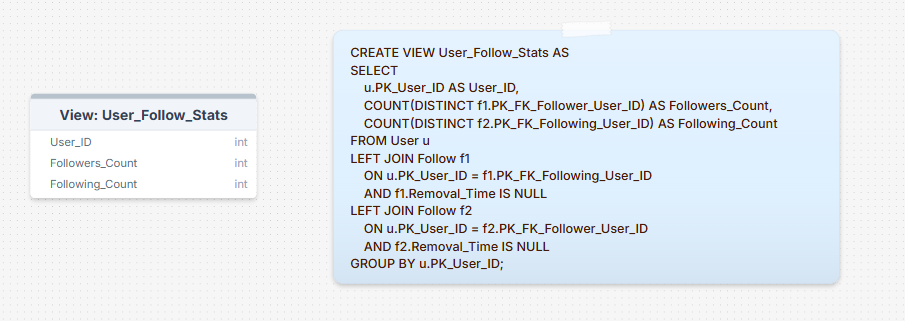 View: User_Follow_Stats
User_ID int
Followers_Count int
Following_Count int
CREATE VIEW User_Follow_Stats AS
SELECT
u.PK_User_ID AS User_ID,
COUNT(DISTINCT f1.PK_FK_Follower_User_ID) AS Followers_Count,
COUNT(DISTINCT f2.PK_FK_Following_User_ID) AS Following_Count
FROM User u
LEFT JOIN Follow f1
ON u.PK_User_ID = f1.PK_FK_Following_User_ID
AND f1.Removal_Time IS NULL
LEFT JOIN Follow f2
ON u.PK_User_ID = f2.PK_FK_Follower_User_ID
AND f2.Removal_Time IS NULL
GROUP BY u.PK_User_ID;